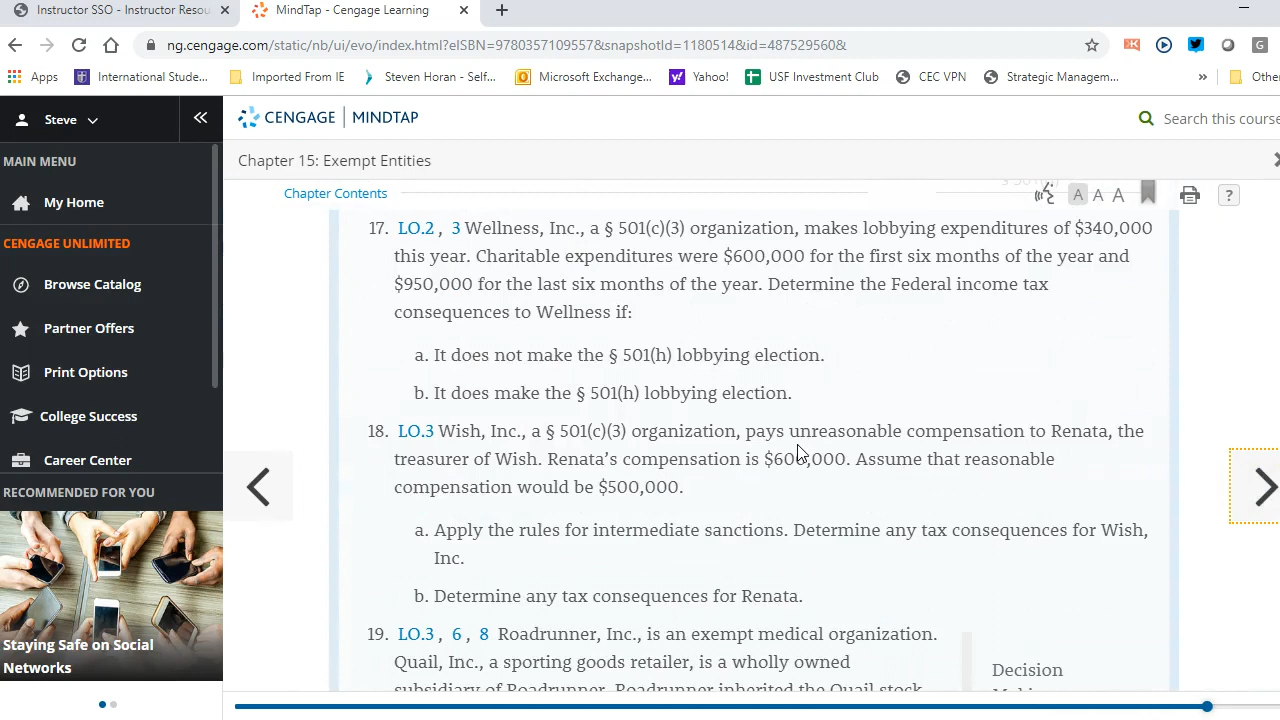 Instructor SSO - Instructor Resou
MindTap - Cengage Learning
ng.cengage.com/static/nb/ui/evo/index.html?eISBN=9780357109557&snapshotId=1180514&id=487529560&
Apps
International Stude...
Imported From IE
Steven Horn - Self...
Microsoft Exchange...
Yahoo
USF Investment Club
CEC VPN
Strategic Managem...
»
Other
Steve
CENGAGE | MINDTAP
Search this course
MAIN MENU
Chapter 15: Exempt Entities
My Home
Chapter Contents
A A A
?
CENGAGE UNLIMITED
Browse Catalog
Partner Offers
Print Options
College Success
Career Center
RECOMMENDED FOR YOU
Staying Safe on Social
Networks
17. LO.2 , 3 Wellness, Inc., a § 501(c)(3) organization, makes lobbying expenditures of $340,000
this year. Charitable expenditures were $600,000 for the first six months of the year and
$950,000 for the last six months of the year. Determine the Federal income tax
consequences to Wellness if:
a. It does not make the § 501(h) lobbying election.
b. It does make the § 501(h) lobbying election.
18. LO.3 Wish, Inc., a § 501(c)(3) organization, pays unreasonable compensation to Renata, the
treasurer of Wish. Renata’s compensation is $600,000. Assume that reasonable
compensation would be $500,000.
a. Apply the rules for intermediate sanctions. Determine any tax consequences for Wish,
Inc.
b. Determine any tax consequences for Renata.
19. LO.3 , 6 , 8 Roadrunner, Inc., is an exempt medical organization.
Quail, Inc., a sporting goods retailer, is a wholly owned
subsidiary of Roadrunner. Roadrunner inherited the Quail stock
Decision